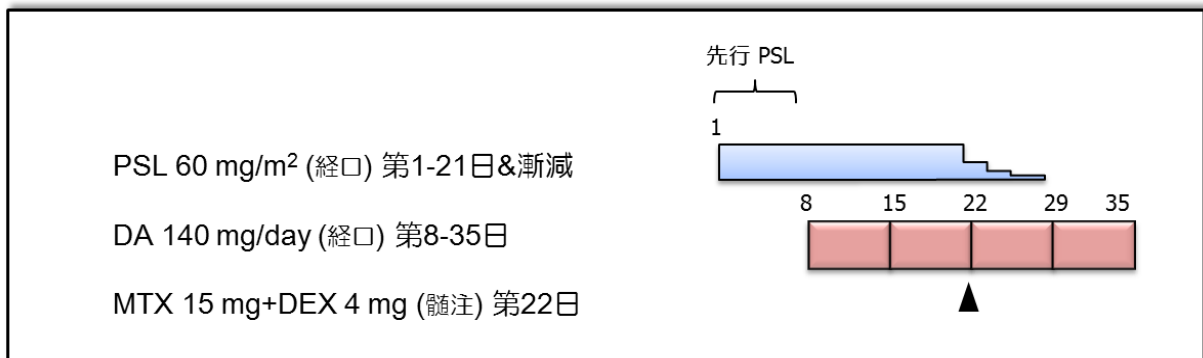 先行 PSL
1
PSL 60 mg/m² (経口) 第1-21日&漸減
8 15 22 29 35
DA 140 mg/day (経口) 第8-35日
MTX 15 mg+DEX 4 mg (髄注) 第22日